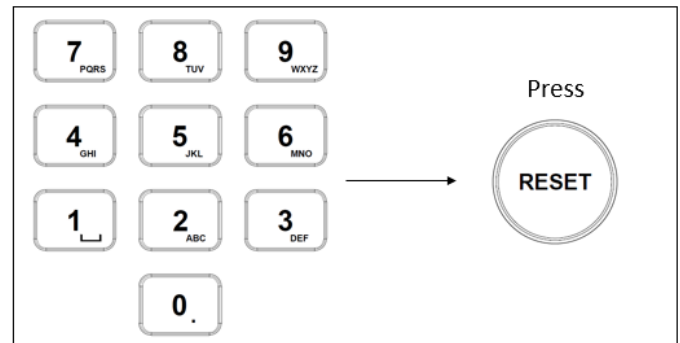 7 PQRS 8 TUV 9 WXYZ
Press
4 GHI 5 JKL 6 MNO
RESET
1 2 ABC 3 DEF
0 .